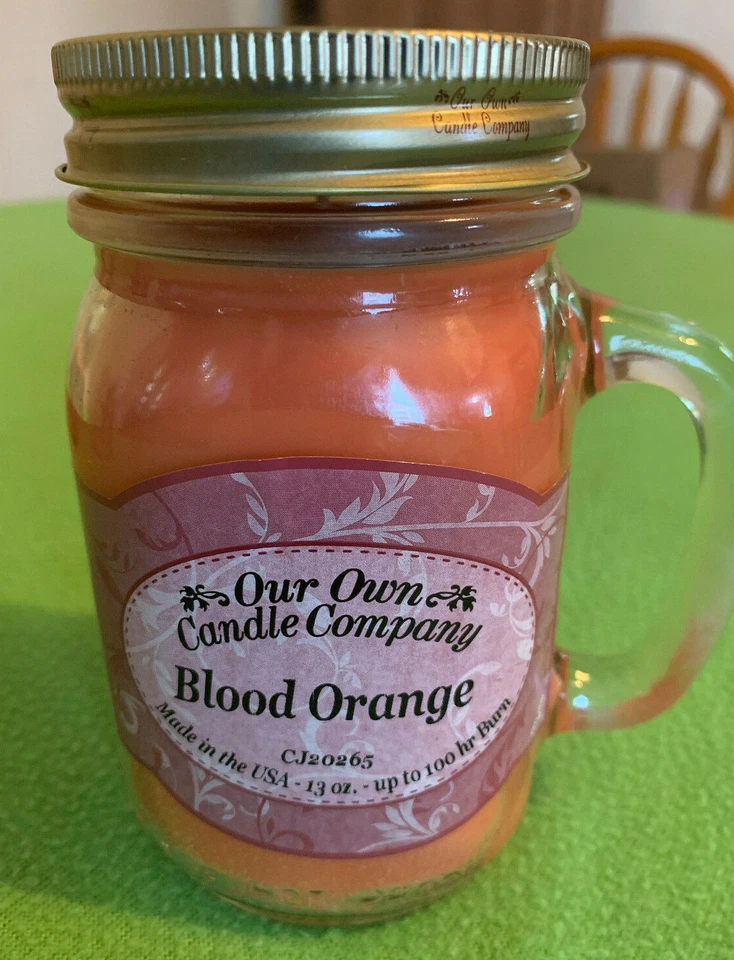 Our Own
Candle Company
Our Own
Candle Company
Blood Orange
CJ20265
Made in the USA - 13 oz. - up to 100 hr Burn